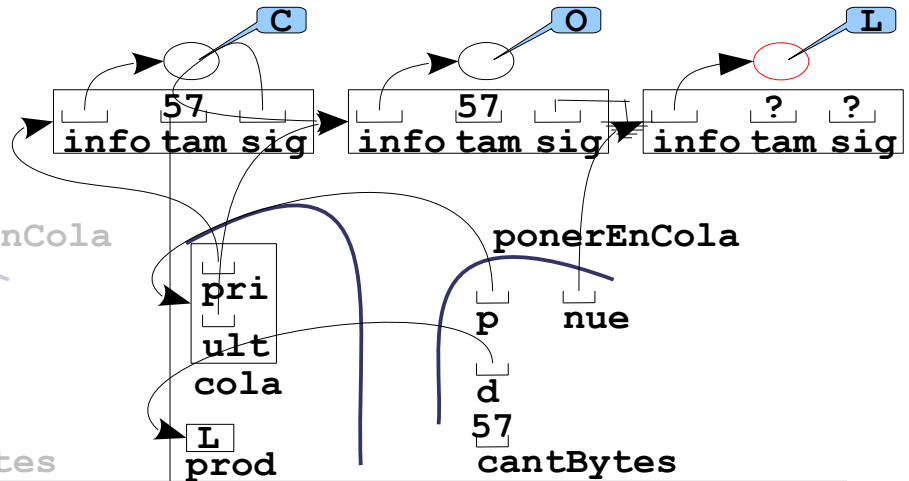 C O L
57 57 ? ?
info tam sig info tam sig info tam sig
nCola ponerEnCola
pri
p nue
ult
cola
d
57
L
prod cantBytes
tes